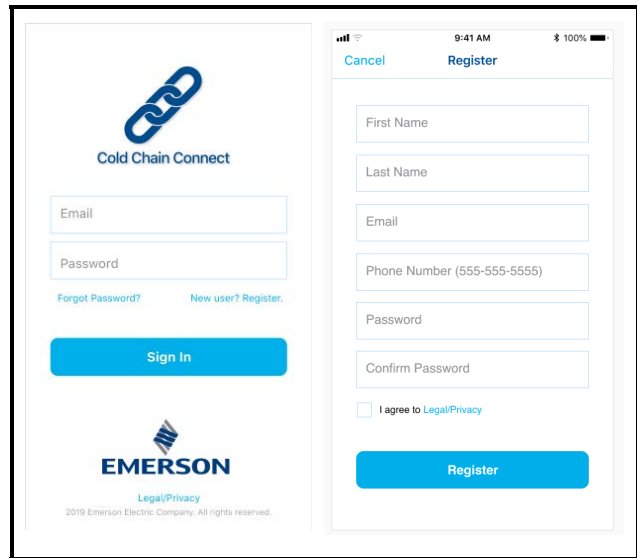 Cold Chain Connect
Email
Password
Forgot Password? New user? Register.
Sign In
EMERSON
Legal/Privacy
2019 Emerson Electric Company. All rights reserved.
9:41 AM 100%
Cancel Register
First Name
Last Name
Email
Phone Number (555-555-5555)
Password
Confirm Password
I agree to Legal/Privacy
Register